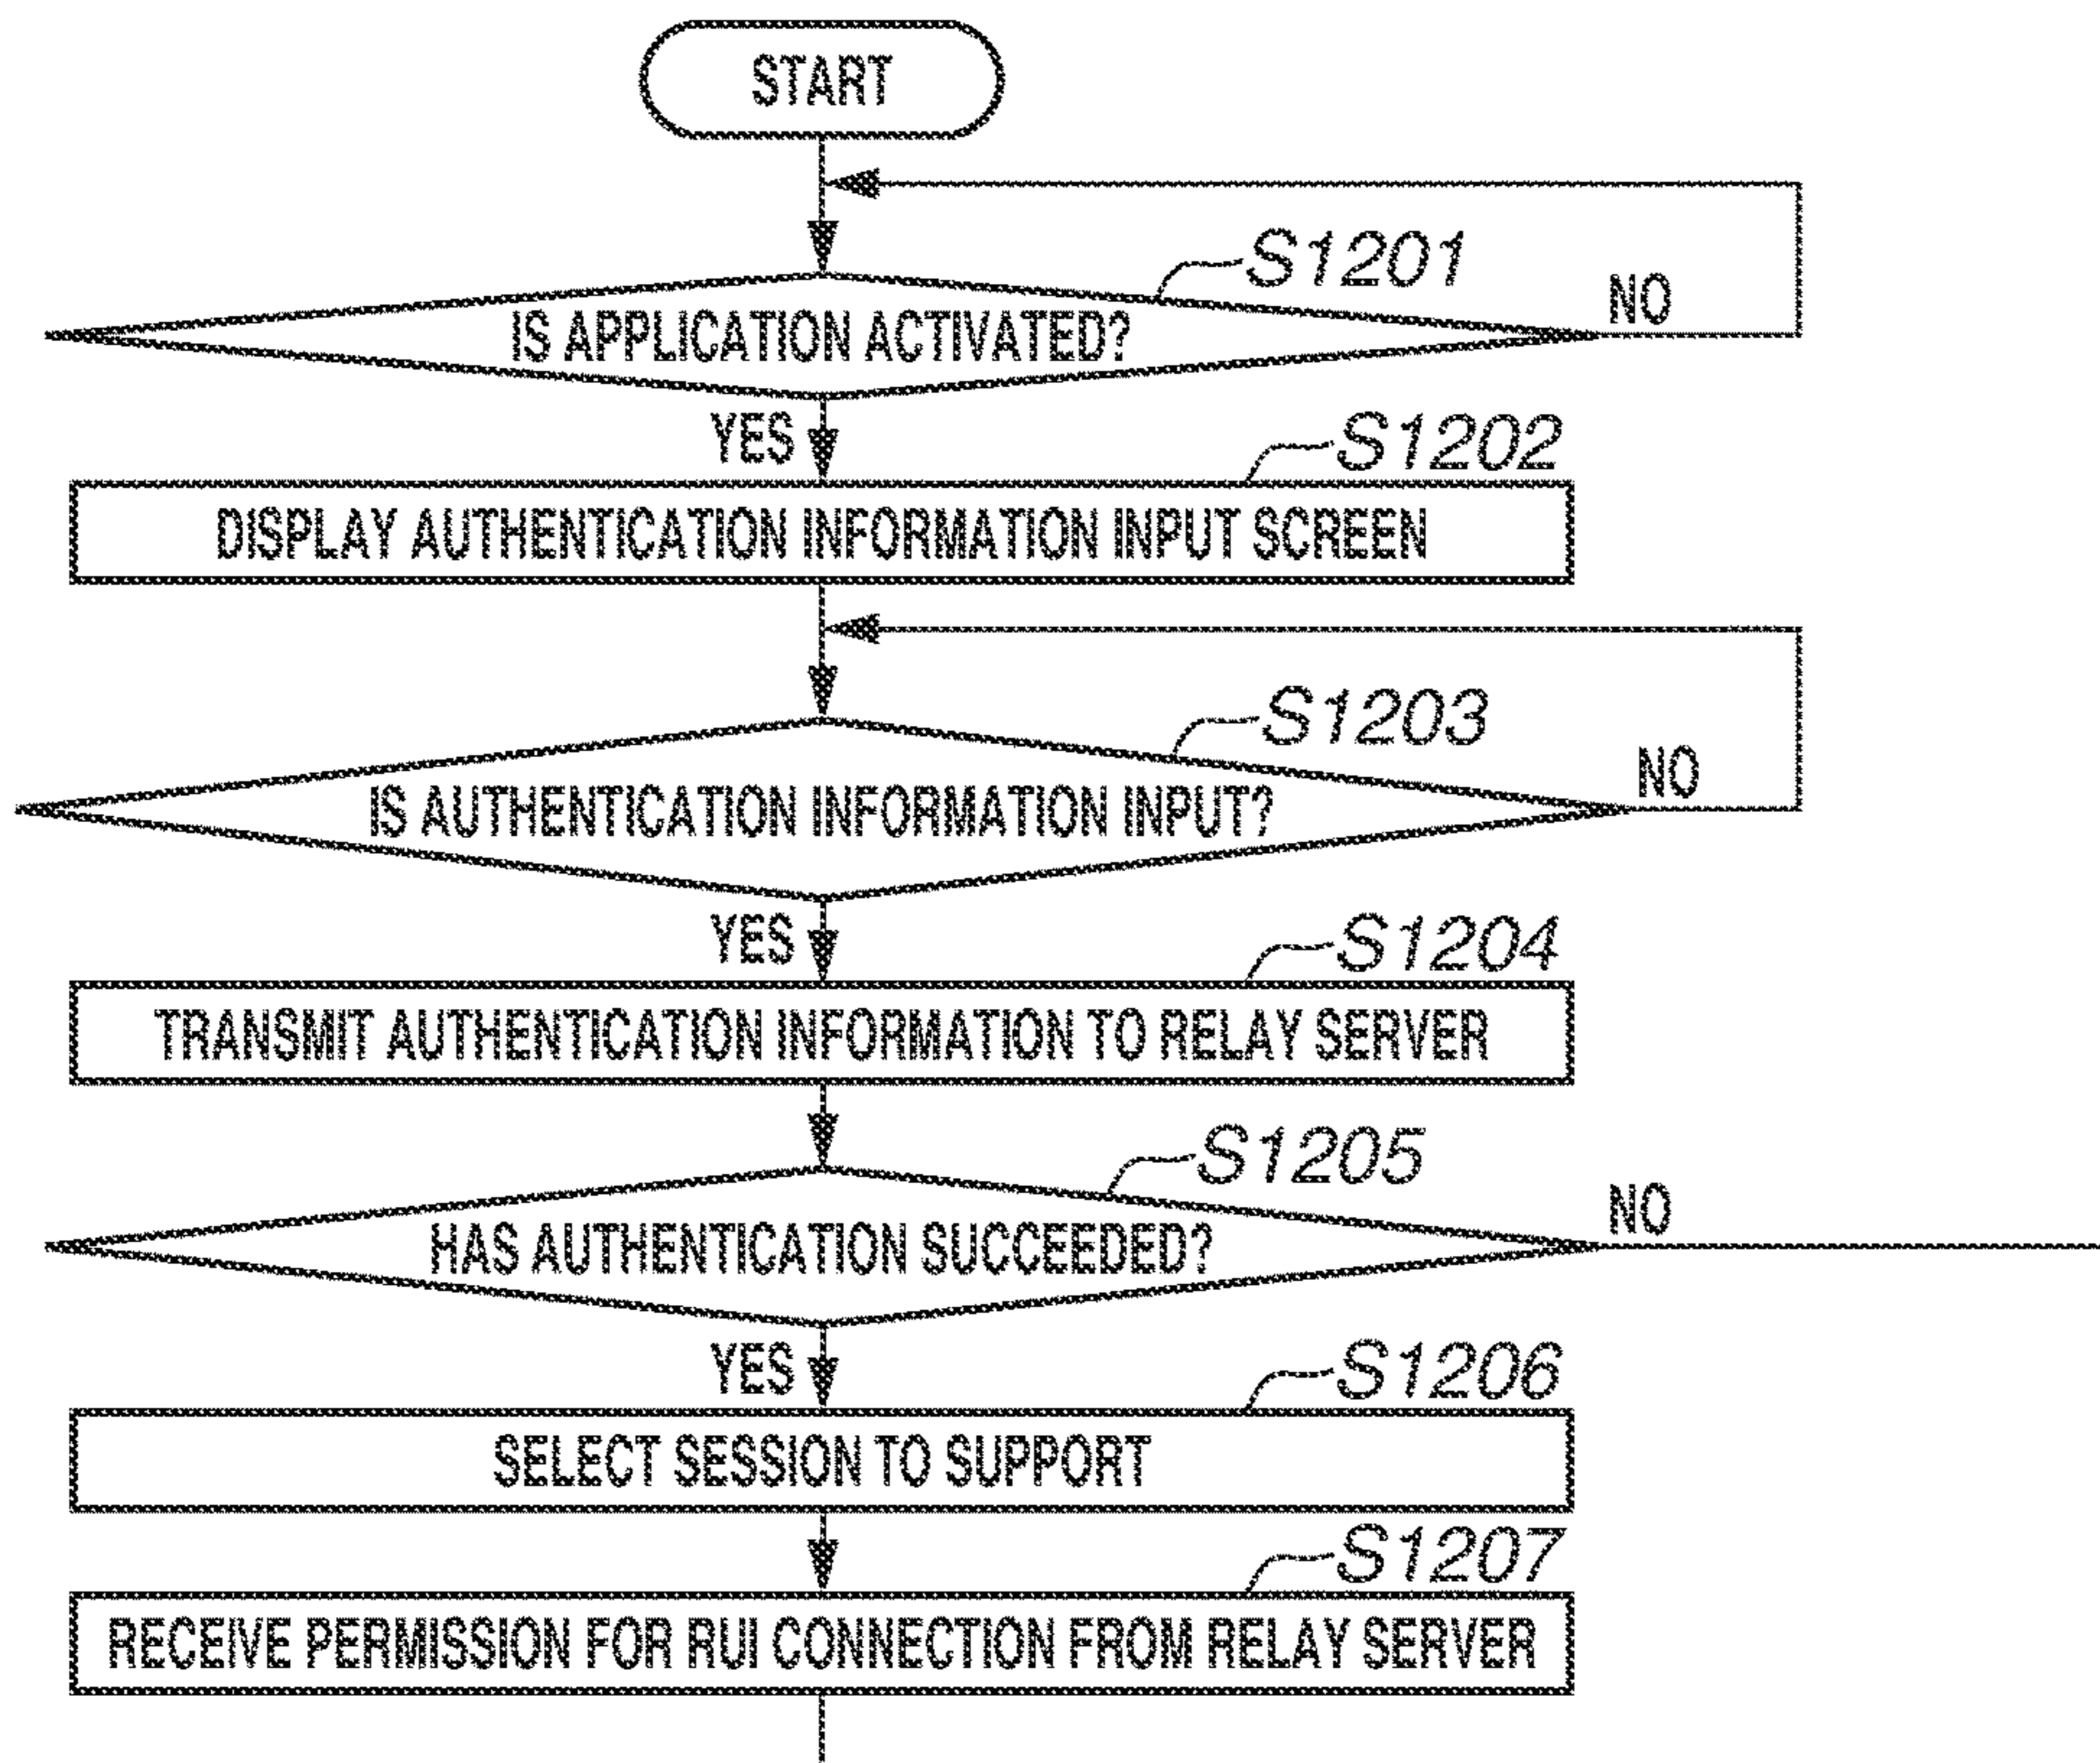 START
S1201
NO
IS APPLICATION ACTIVATED?
YES
S1202
DISPLAY AUTHENTICATION INFORMATION INPUT SCREEN
S1203
NO
IS AUTHENTICATION INFORMATION INPUT?
YES
S1204
TRANSMIT AUTHENTICATION INFORMATION TO RELAY SERVER
S1205
NO
HAS AUTHENTICATION SUCCEEDED?
YES
S1206
SELECT SESSION TO SUPPORT
S1207
RECEIVE PERMISSION FOR RUI CONNECTION FROM RELAY SERVER